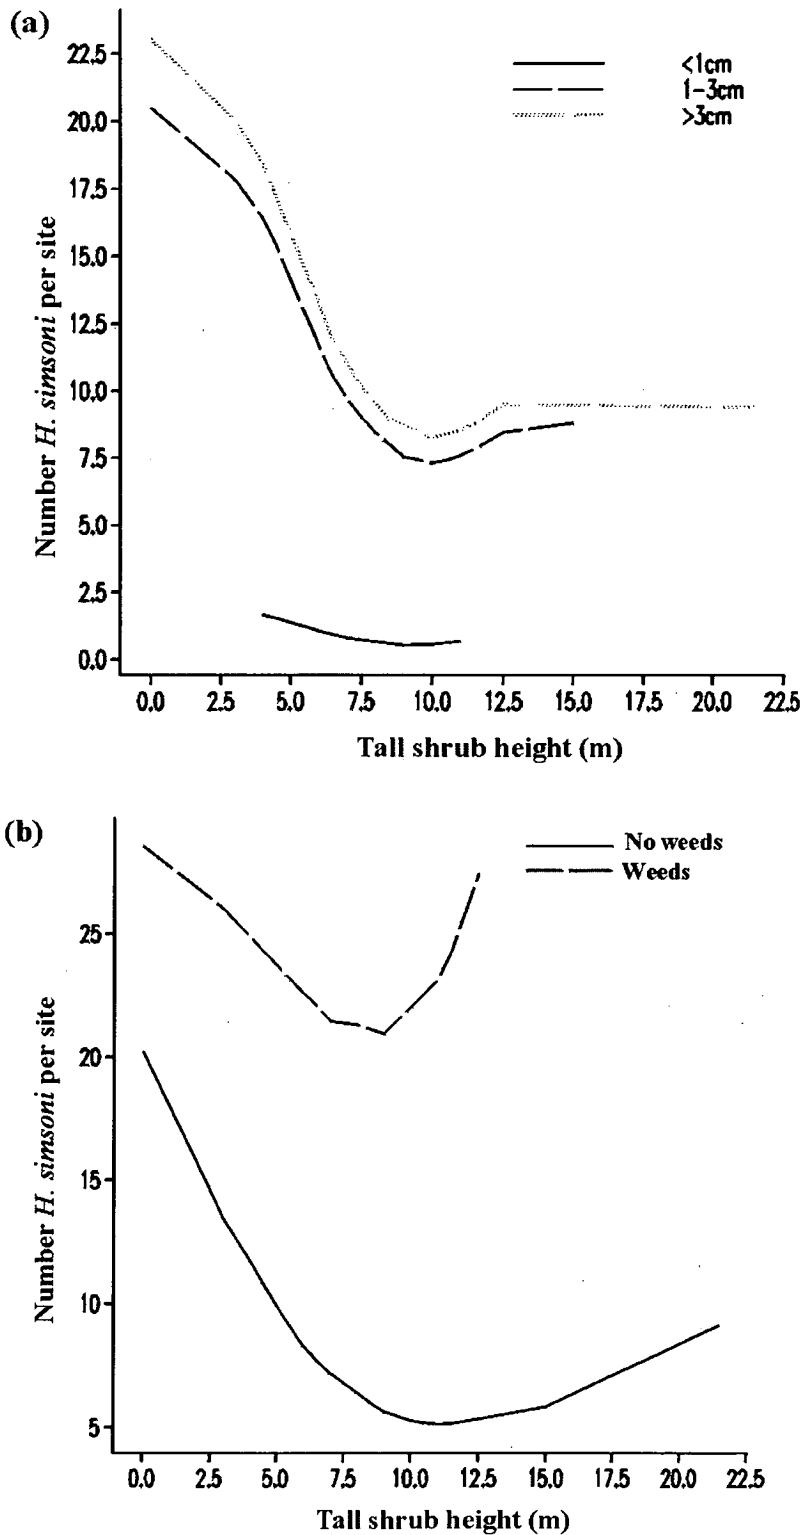 (a)
22.5
20.0
17.5
15.0
12.5
10.0
7.5
5.0
2.5
0.0
Number H. simsoni per site
<1cm
1-3cm
>3cm
0.0 2.5 5.0 7.5 10.0 12.5 15.0 17.5 20.0 22.5
Tall shrub height (m)
(b)
25
20
15
10
5
Number H. simsoni per site
No weeds
Weeds
0.0 2.5 5.0 7.5 10.0 12.5 15.0 17.5 20.0 22.5
Tall shrub height (m)